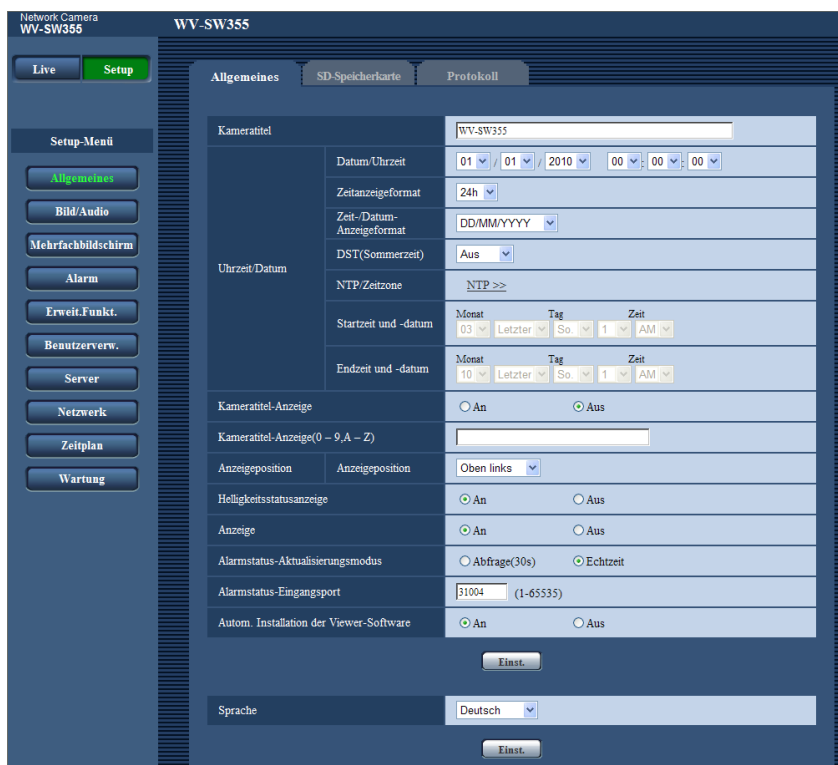 Network Camera
WV-SW355
WV-SW355
Live
Setup
Allgemeines
SD-Speicherkarte
Protokoll
Setup-Menü
Allgemeines
Bild/Audio
Mehrfachbildschirm
Alarm
Erweit.Funkt.
Benutzerverw.
Server
Netzwerk
Zeitplan
Wartung
Kameratitel
WV-SW355
Uhrzeit/Datum
Datum/Uhrzeit
01 / 01 / 2010 00 : 00 : 00
Zeitanzeigeformat
24h
Zeit-/Datum-
Anzeigeformat
DD/MM/YYYY
DST(Sommerzeit)
Aus
NTP/Zeitzone
NTP >>
Startzeit und -datum
Monat Tag Zeit
03 Letzter So. 1 AM
Endzeit und -datum
Monat Tag Zeit
10 Letzter So. 1 AM
Kameratitel-Anzeige
An Aus
Kameratitel-Anzeige(0 – 9,A – Z)
Anzeigeposition
Anzeigeposition
Oben links
Helligkeitsstatusanzeige
An Aus
Anzeige
An Aus
Alarmstatus-Aktualisierungsmodus
Abfrage(30s) Echtzeit
Alarmstatus-Eingangsport
31004 (1-65535)
Autom. Installation der Viewer-Software
An Aus
Einst.
Sprache
Deutsch
Einst.